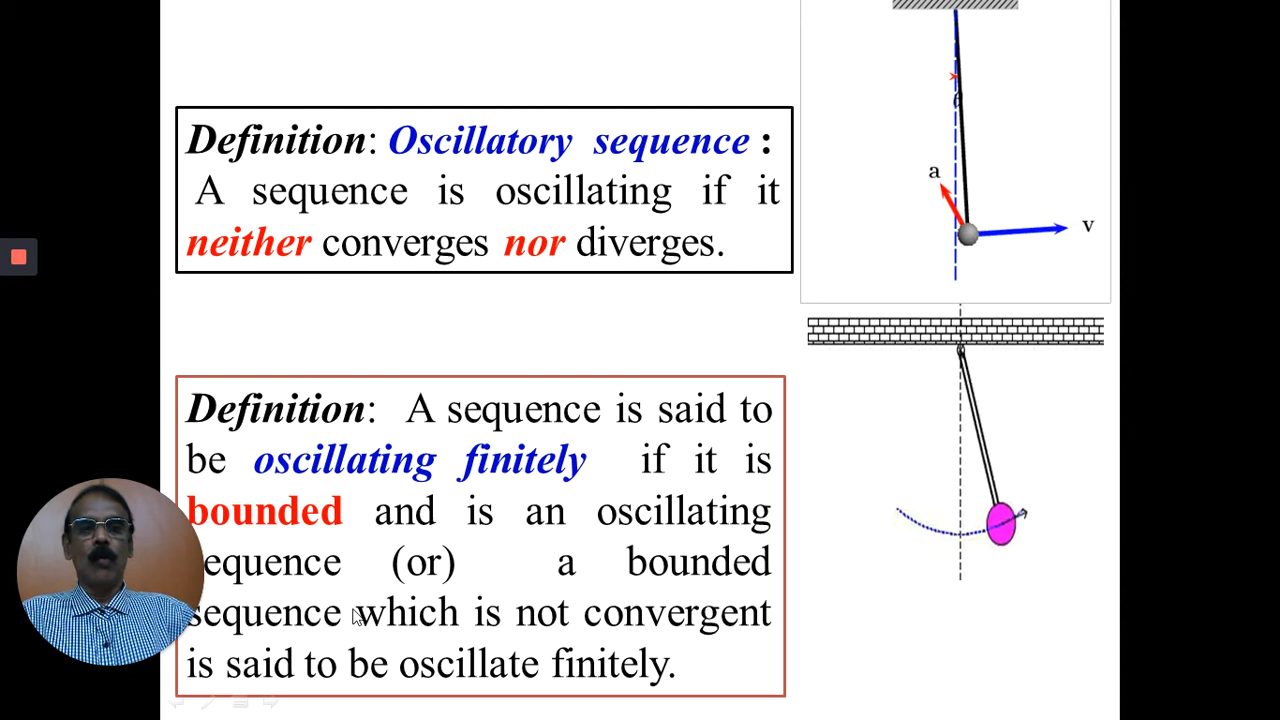 Definition: Oscillatory sequence :
A sequence is oscillating if it
neither converges nor diverges.
a
v
Definition: A sequence is said to
be oscillating finitely if it is
bounded and is an oscillating
equence (or) a bounded
sequence which is not convergent
is said to be oscillate finitely.